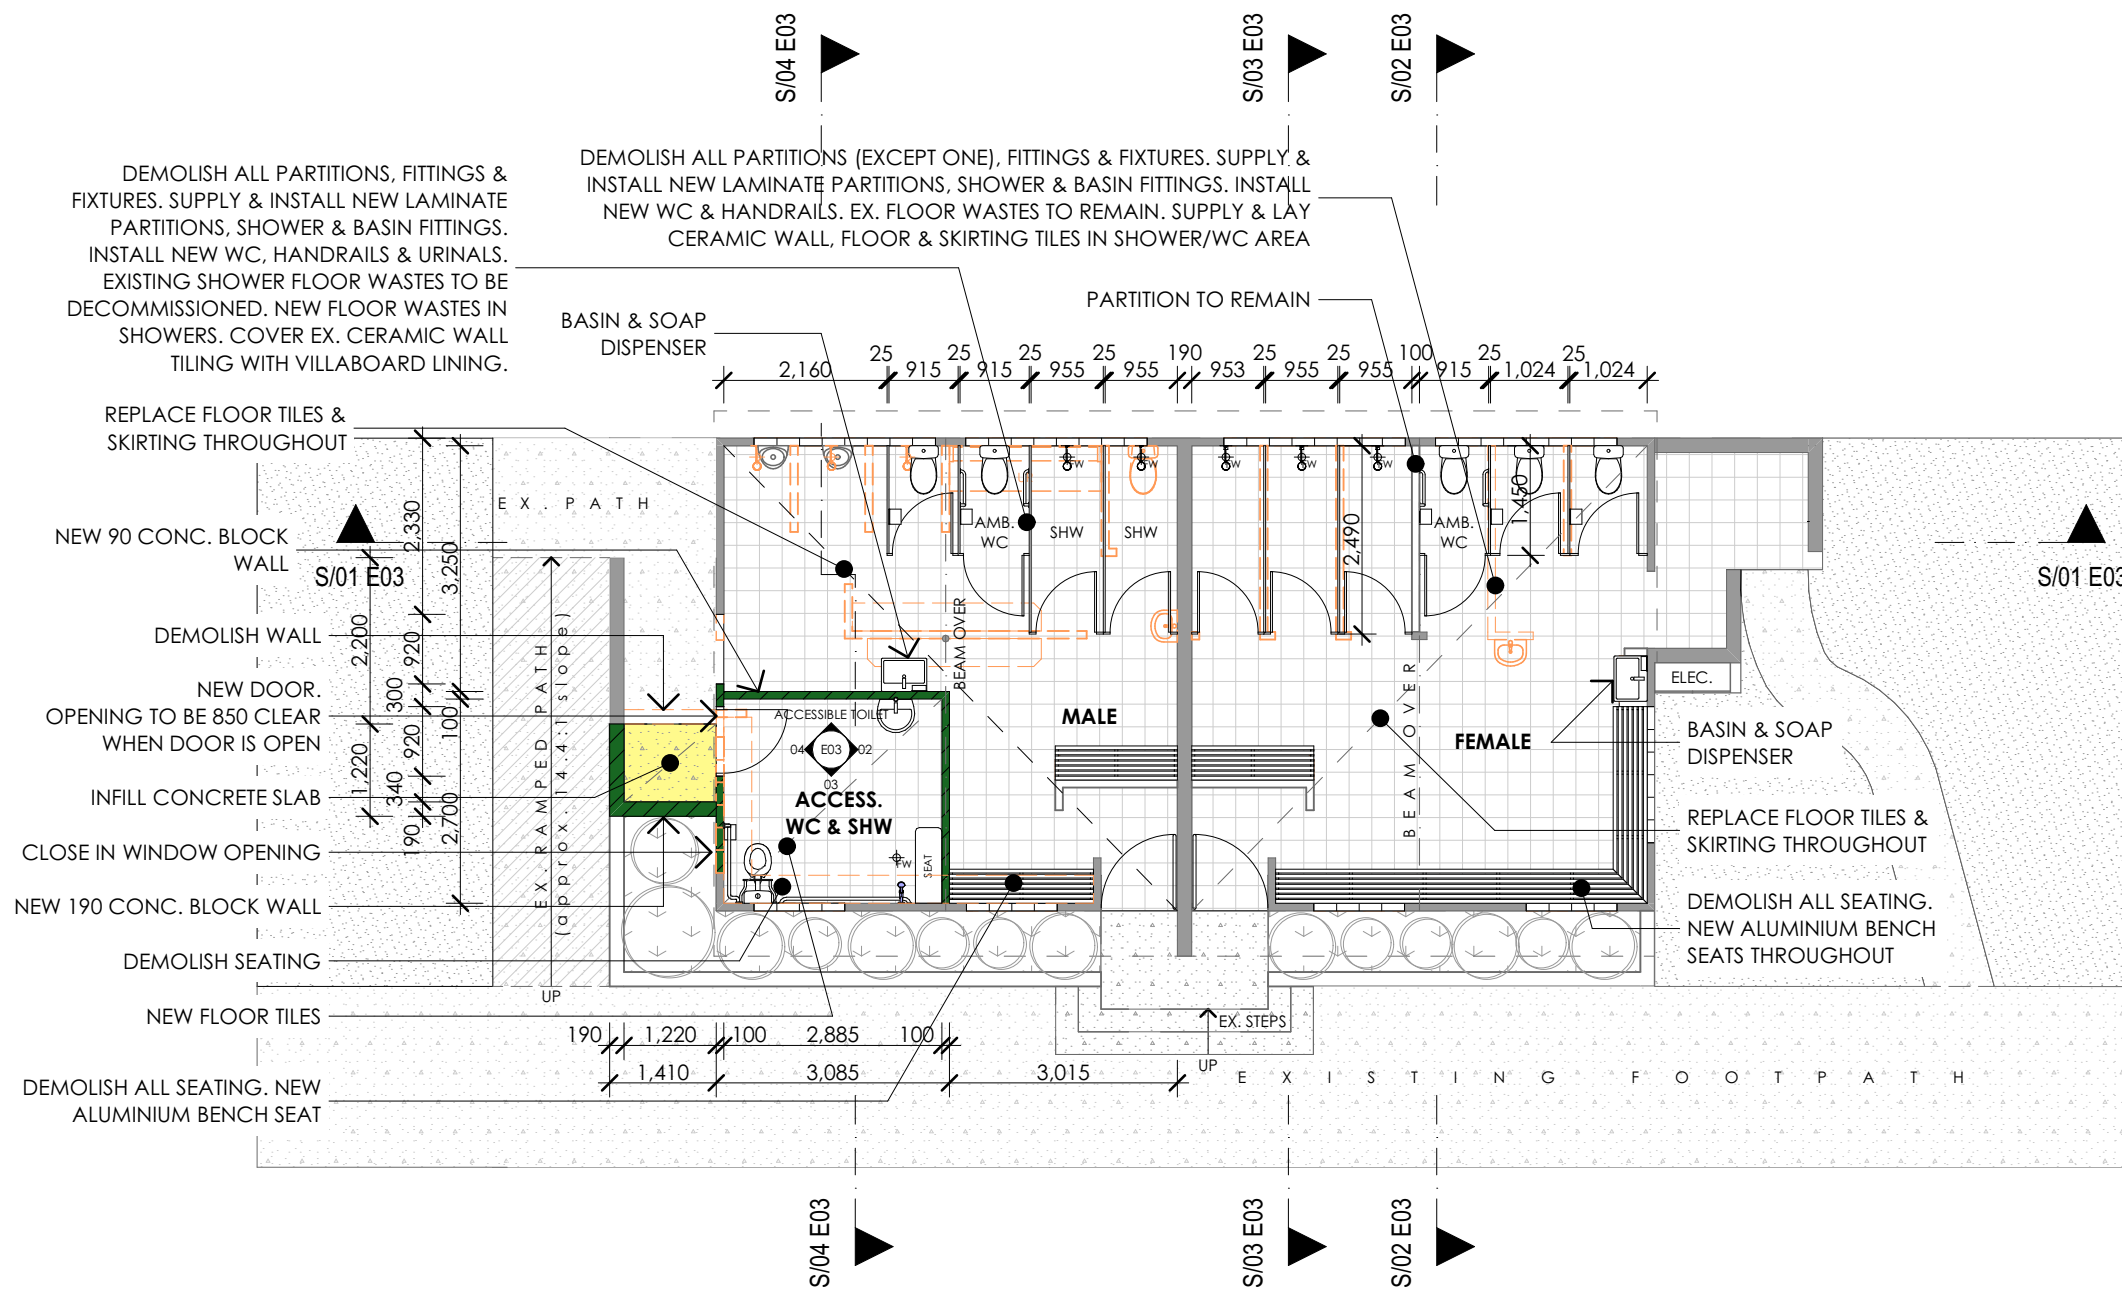 S/04 E03
S/03 E03
S/02 E03
DEMOLISH ALL PARTITIONS, FITTINGS &
FIXTURES. SUPPLY & INSTALL NEW LAMINATE
PARTITIONS, SHOWER & BASIN FITTINGS.
INSTALL NEW WC, HANDRAILS & URINALS.
EXISTING SHOWER FLOOR WASTES TO BE
DECOMMISSIONED. NEW FLOOR WASTES IN
SHOWERS. COVER EX. CERAMIC WALL
TILING WITH VILLABOARD LINING.
DEMOLISH ALL PARTITIONS (EXCEPT ONE), FITTINGS & FIXTURES. SUPPLY &
INSTALL NEW LAMINATE PARTITIONS, SHOWER & BASIN FITTINGS. INSTALL
NEW WC & HANDRAILS. EX. FLOOR WASTES TO REMAIN. SUPPLY & LAY
CERAMIC WALL, FLOOR & SKIRTING TILES IN SHOWER/WC AREA
PARTITION TO REMAIN
BASIN & SOAP
DISPENSER
25 25 25 25 190 25 25 100 25 25
2,160 915 915 955 955 953 955 955 915 1,024 1,024
REPLACE FLOOR TILES &
SKIRTING THROUGHOUT
NEW 90 CONC. BLOCK
WALL
S/01 E03
DEMOLISH WALL
NEW DOOR.
OPENING TO BE 850 CLEAR
WHEN DOOR IS OPEN
INFILL CONCRETE SLAB
CLOSE IN WINDOW OPENING
NEW 190 CONC. BLOCK WALL
DEMOLISH SEATING
NEW FLOOR TILES
DEMOLISH ALL SEATING. NEW
ALUMINIUM BENCH SEAT
2,200
1,220
2,330
920
300
920
340
190
3,250
100
2,700
EX. PATH
EX. RAMPED PATH
(approx. 14.4:1 slope)
UP
AMB.
WC
SHW
SHW
FW
FW
FW
FW
FW
2,490
AMB.
WC
1,450
BEAM OVER
BEAM OVER
MALE
FEMALE
ELEC.
ACCESSIBLE TOILET
04 E03 02
03
ACCESS.
WC & SHW
FW
SEAT
S/01 E03
BASIN & SOAP
DISPENSER
REPLACE FLOOR TILES &
SKIRTING THROUGHOUT
DEMOLISH ALL SEATING.
NEW ALUMINIUM BENCH
SEATS THROUGHOUT
EX. STEPS
UP
190 1,220 100 2,885 100
1,410 3,085 3,015
EXISTING FOOTPATH
S/04 E03
S/03 E03
S/02 E03